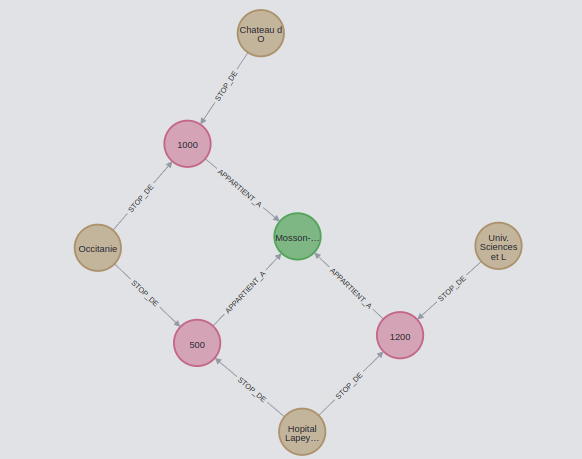 Chateau d
O
STOP_DE
1000
STOP_DE
APPARTIENT_A
Occitanie
Mosson-…
Univ.
Sciences
et L
STOP_DE
APPARTIENT_A
APPARTIENT_A
STOP_DE
500
1200
STOP_DE
STOP_DE
Hopital
Lapey…